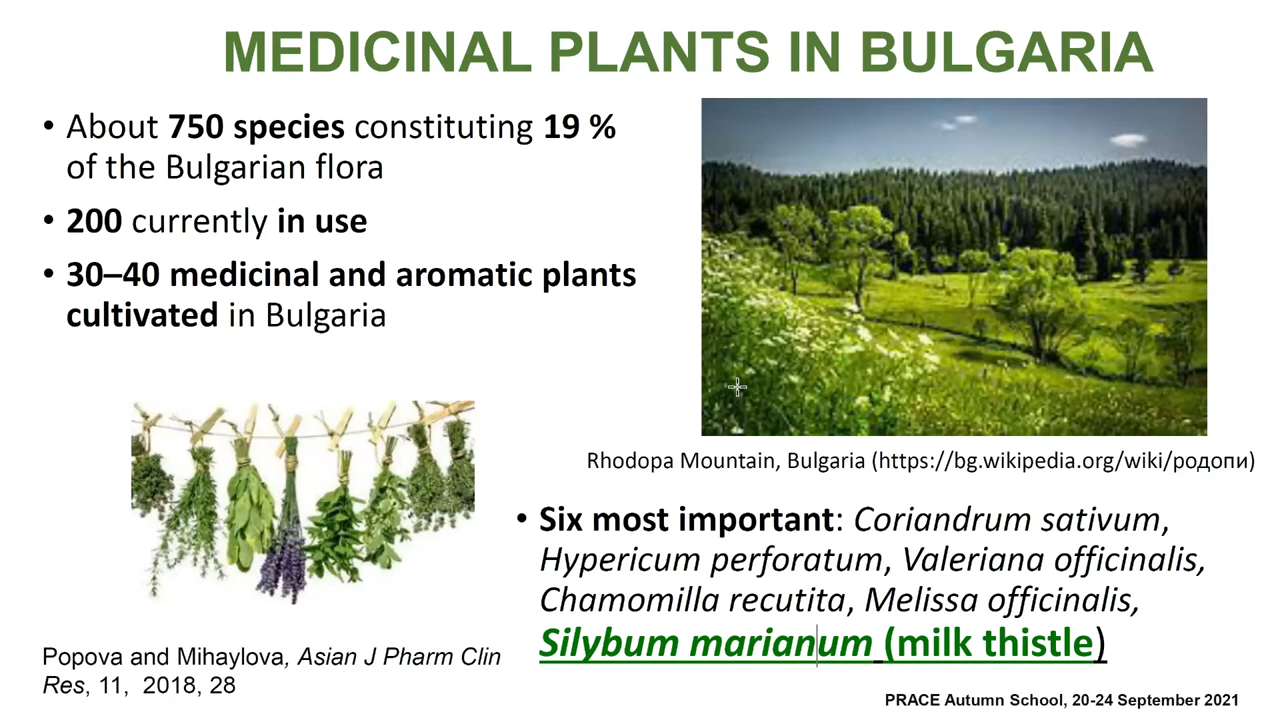 MEDICINAL PLANTS IN BULGARIA
• About 750 species constituting 19 %
of the Bulgarian flora
• 200 currently in use
• 30–40 medicinal and aromatic plants
cultivated in Bulgaria
Rhodopa Mountain, Bulgaria (https://bg.wikipedia.org/wiki/родопи)
• Six most important: Coriandrum sativum,
Hypericum perforatum, Valeriana officinalis,
Chamomilla recutita, Melissa officinalis,
Silybum marianum (milk thistle)
Popova and Mihaylova, Asian J Pharm Clin
Res, 11, 2018, 28
PRACE Autumn School, 20-24 September 2021